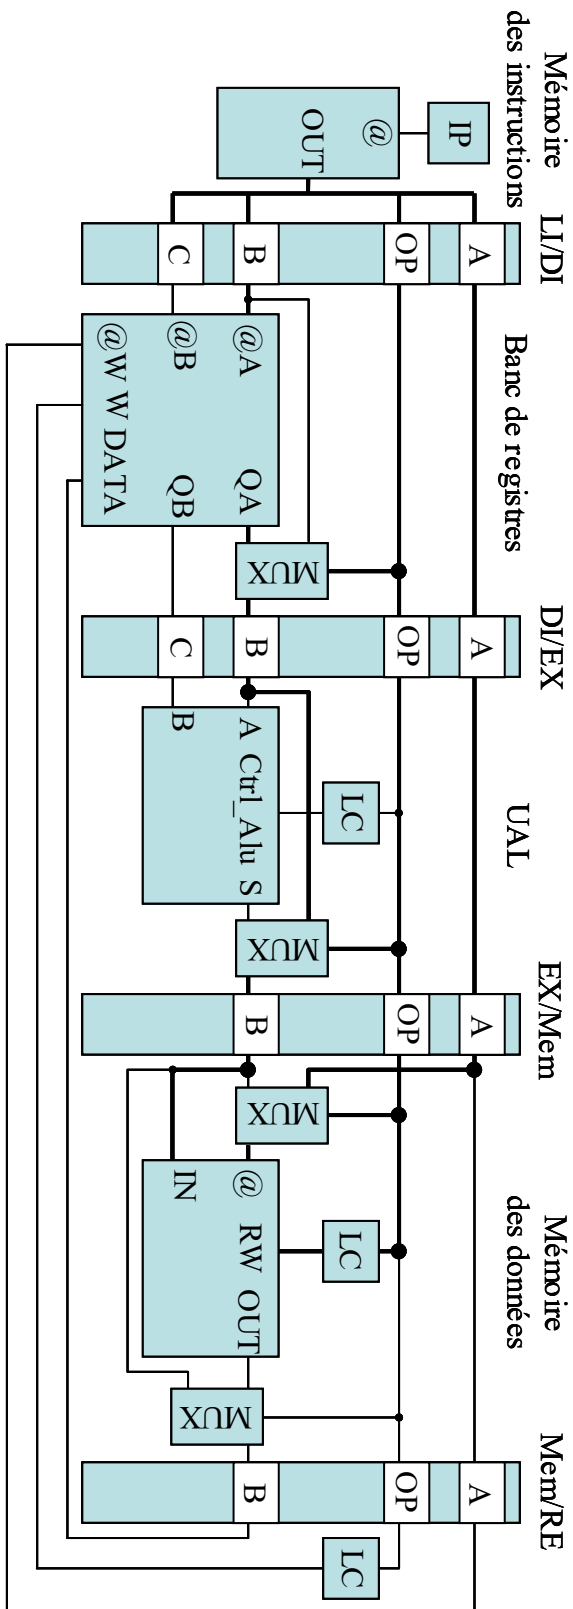 Mémoire
des instructions
LI/DI
Banc de registres
DI/EX
UAL
EX/Mem
Mémoire
des données
Mem/RE
IP
@
OUT
A
OP
B
C
@A
@B
@W W DATA
QA
QB
MUX
A
OP
B
C
LC
A Ctrl_Alu S
B
MUX
A
OP
B
MUX
LC
@ RW OUT
IN
MUX
A
OP
B
LC